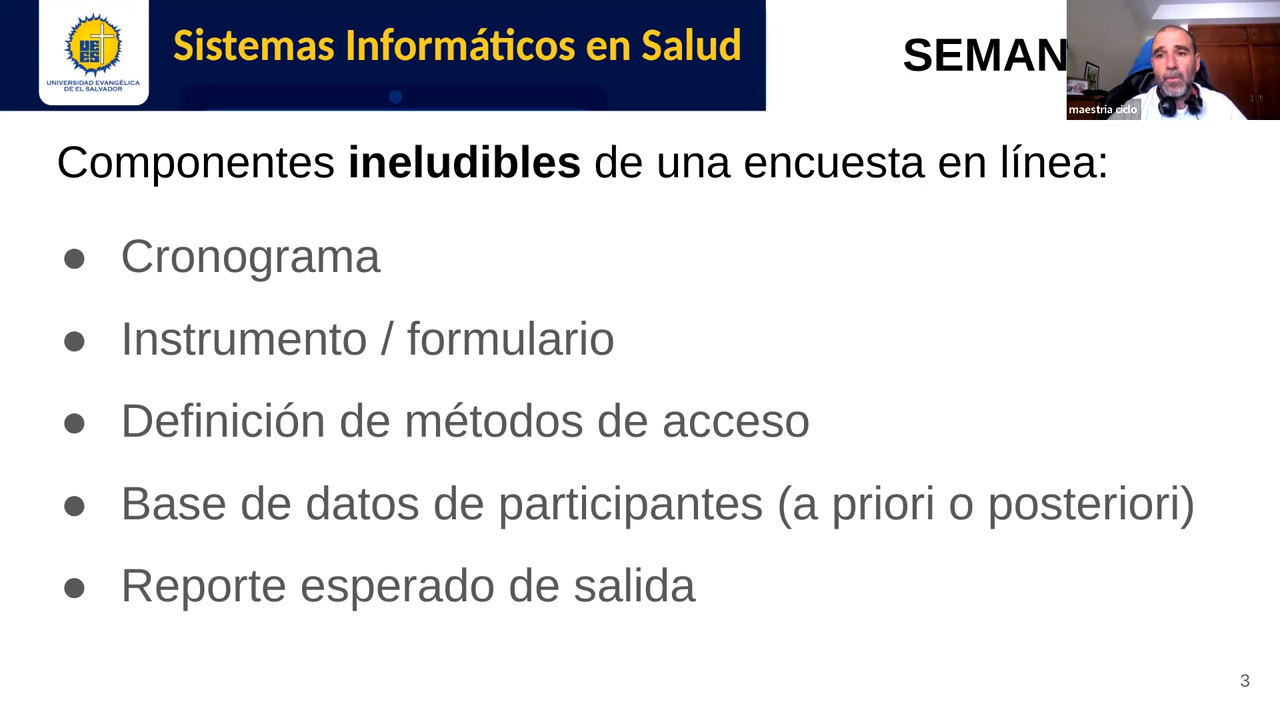 Sistemas Informáticos en Salud
UNIVERSIDAD EVANGÉLICA
DE EL SALVADOR
SEMAN
maestria ciclo
Componentes ineludibles de una encuesta en línea:
● Cronograma
● Instrumento / formulario
● Definición de métodos de acceso
● Base de datos de participantes (a priori o posteriori)
● Reporte esperado de salida
3